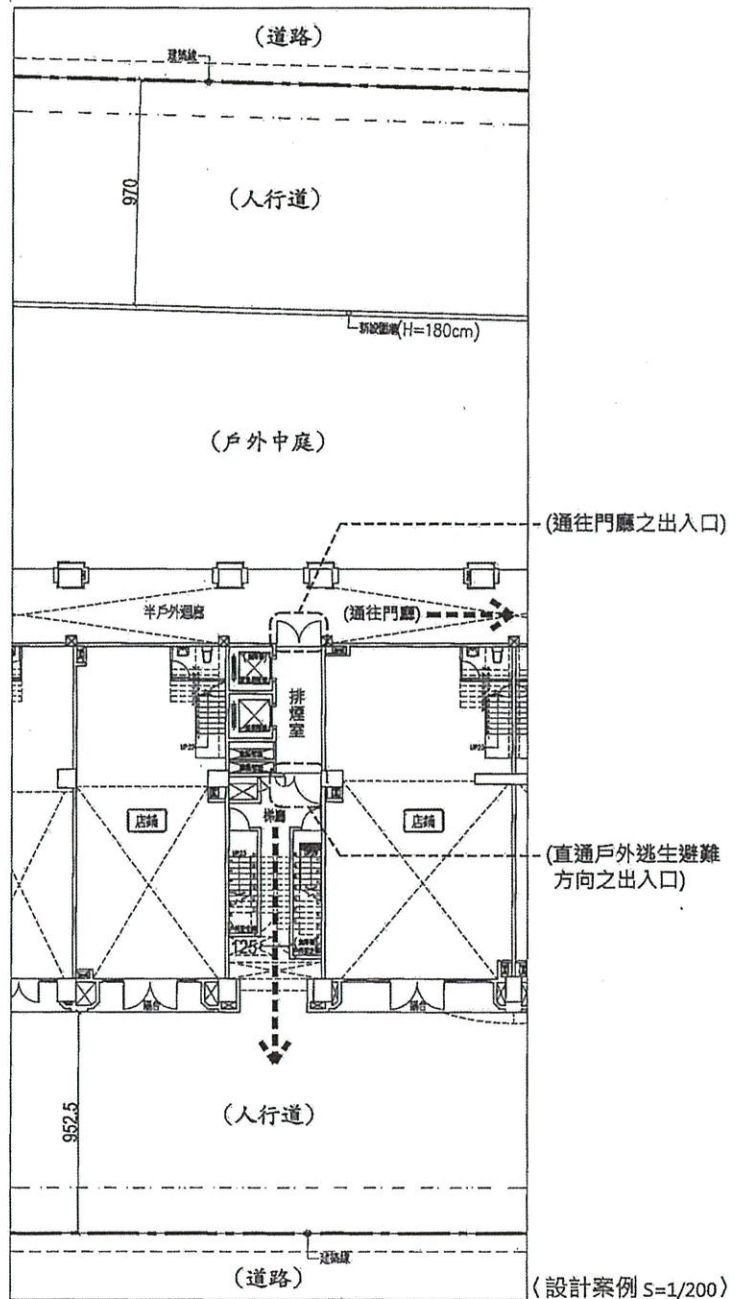 (道路)
建築線
970
(人行道)
新設圍牆(H=180cm)
(戶外中庭)
(通往門廳之出入口)
半戶外迴廊
(通往門廳)
排煙室
UP23
店鋪
梯廳
店鋪
(直通戶外逃生避難
方向之出入口)
125
陽台
陽台
952.5
(人行道)
建築線
(道路)
〈設計案例 S=1/200〉